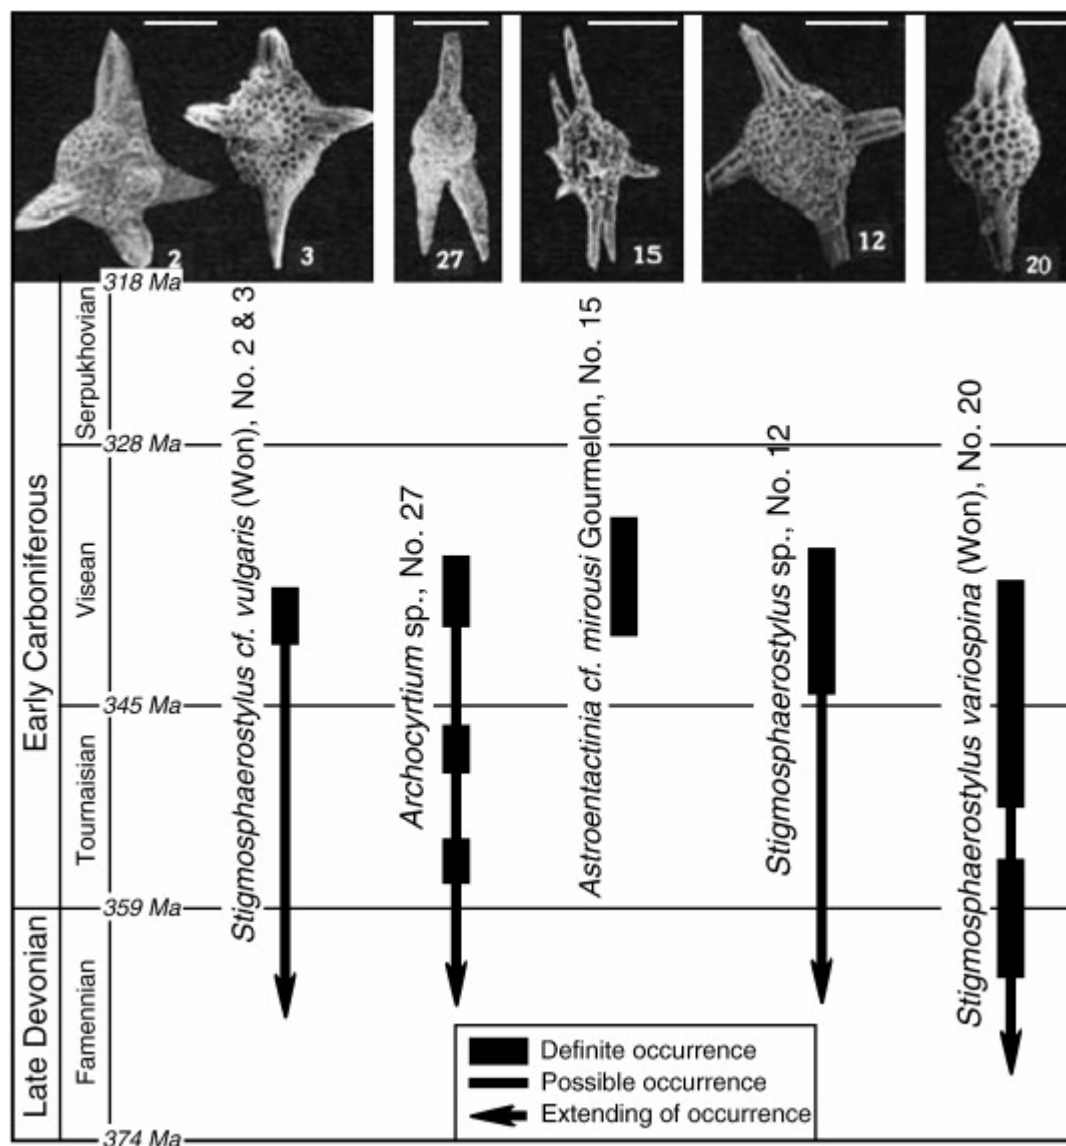 2
3
27
15
12
20
318 Ma
328 Ma
345 Ma
359 Ma
374 Ma
Early Carboniferous
Late Devonian
Serpukhovian
Visean
Tournaisian
Famennian
Stigmosphaerostylus cf. vulgaris (Won), No. 2 & 3
Archocyrtium sp., No. 27
Astroentactinia cf. mirousi Gourmelon, No. 15
Stigmosphaerostylus sp., No. 12
Stigmosphaerostylus variospina (Won), No. 20
Definite occurrence
Possible occurrence
Extending of occurrence